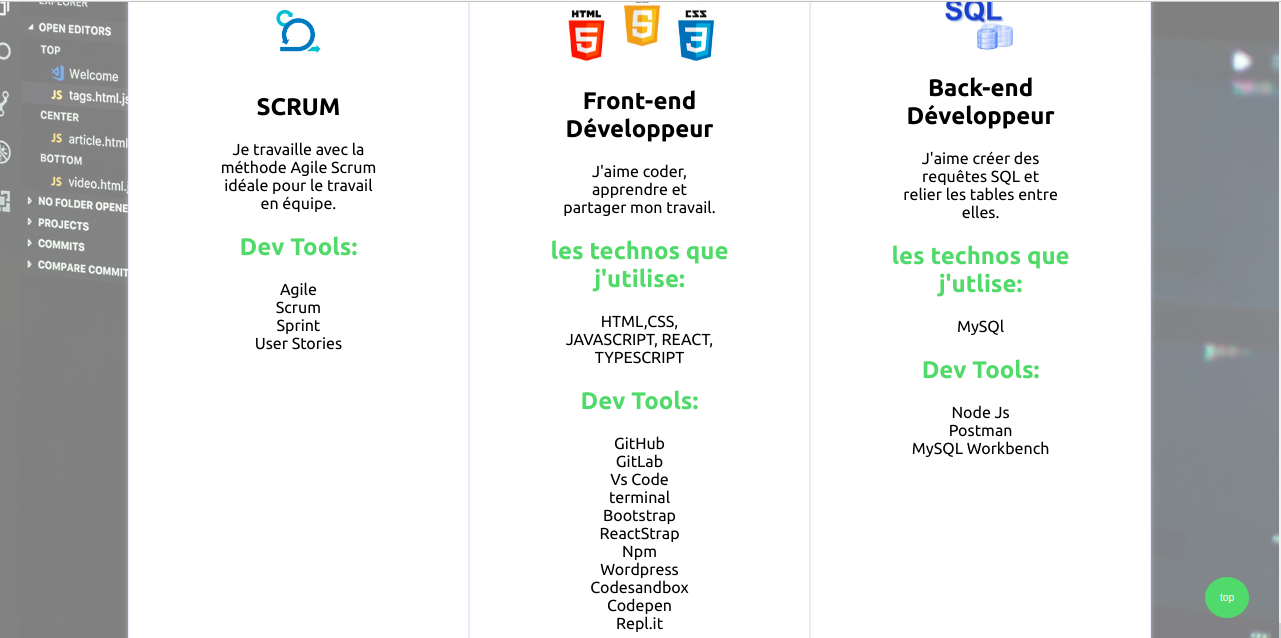 EXPLORER
OPEN EDITORS
TOP
Welcome
JS tags.html.js
CENTER
JS article.html
BOTTOM
JS video.html.j
NO FOLDER OPENE
PROJECTS
COMMITS
COMPARE COMMIT
SCRUM
Je travaille avec la
méthode Agile Scrum
idéale pour le travail
en équipe.
Dev Tools:
Agile
Scrum
Sprint
User Stories
HTML
5
5
CSS
3
Front-end
Développeur
J'aime coder,
apprendre et
partager mon travail.
les technos que
j'utilise:
HTML,CSS,
JAVASCRIPT, REACT,
TYPESCRIPT
Dev Tools:
GitHub
GitLab
Vs Code
terminal
Bootstrap
ReactStrap
Npm
Wordpress
Codesandbox
Codepen
Repl.it
SQL
Back-end
Développeur
J'aime créer des
requêtes SQL et
relier les tables entre
elles.
les technos que
j'utlise:
MySQl
Dev Tools:
Node Js
Postman
MySQL Workbench
top